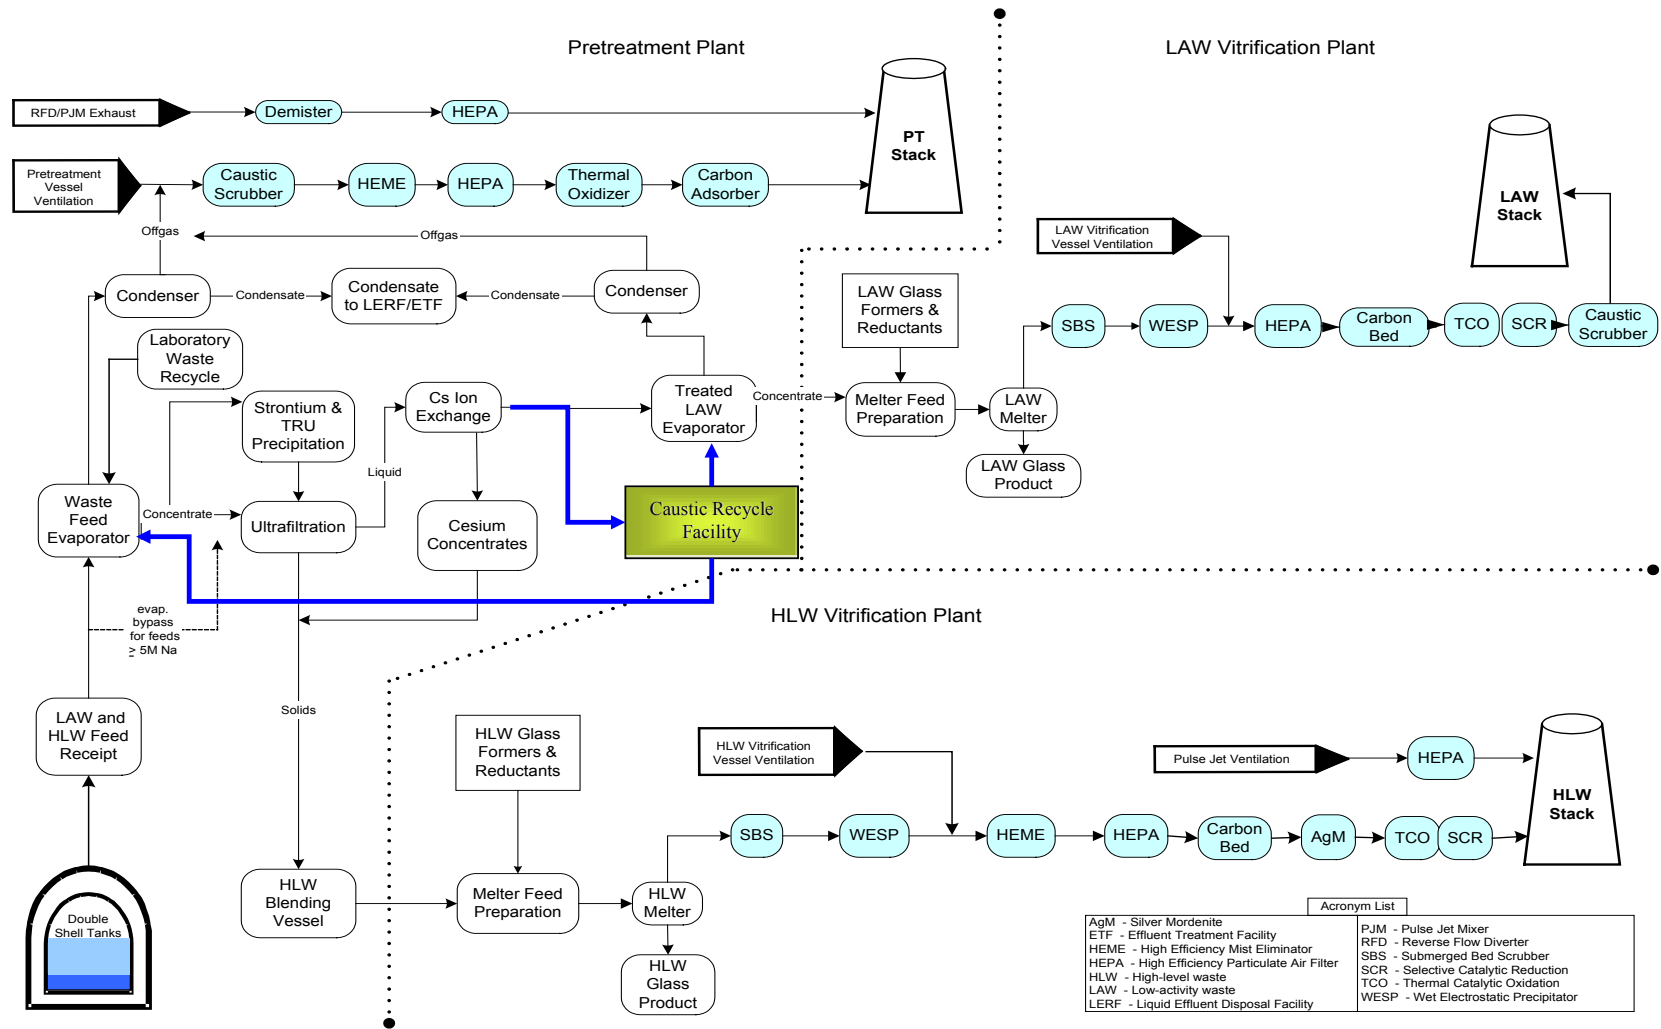 Pretreatment Plant
LAW Vitrification Plant
RFD/PJM Exhaust
Demister
HEPA
PT
Stack
Pretreatment
Vessel
Ventilation
Caustic
Scrubber
HEME
HEPA
Thermal
Oxidizer
Carbon
Adsorber
LAW
Stack
Offgas
Offgas
LAW Vitrification
Vessel Ventilation
Condenser
Condensate
Condensate
to LERF/ETF
Condensate
Condenser
LAW Glass
Formers &
Reductants
SBS
WESP
HEPA
Carbon
Bed
TCO
SCR
Caustic
Scrubber
Laboratory
Waste
Recycle
Strontium &
TRU
Precipitation
Cs Ion
Exchange
Treated
LAW
Evaporator
Concentrate
Melter Feed
Preparation
LAW
Melter
LAW Glass
Product
Liquid
Waste
Feed
Evaporator
Concentrate
Ultrafiltration
Cesium
Concentrates
Caustic Recycle
Facility
evap.
bypass
for feeds
≥ 5M Na
HLW Vitrification Plant
LAW and
HLW Feed
Receipt
Solids
HLW Glass
Formers &
Reductants
HLW Vitrification
Vessel Ventilation
Pulse Jet Ventilation
HEPA
HLW
Stack
SBS
WESP
HEME
HEPA
Carbon
Bed
AgM
TCO
SCR
Double
Shell Tanks
HLW
Blending
Vessel
Melter Feed
Preparation
HLW
Melter
HLW
Glass
Product
Acronym List
AgM - Silver Mordenite
ETF - Effluent Treatment Facility
HEME - High Efficiency Mist Eliminator
HEPA - High Efficiency Particulate Air Filter
HLW - High-level waste
LAW - Low-activity waste
LERF - Liquid Effluent Disposal Facility
PJM - Pulse Jet Mixer
RFD - Reverse Flow Diverter
SBS - Submerged Bed Scrubber
SCR - Selective Catalytic Reduction
TCO - Thermal Catalytic Oxidation
WESP - Wet Electrostatic Precipitator